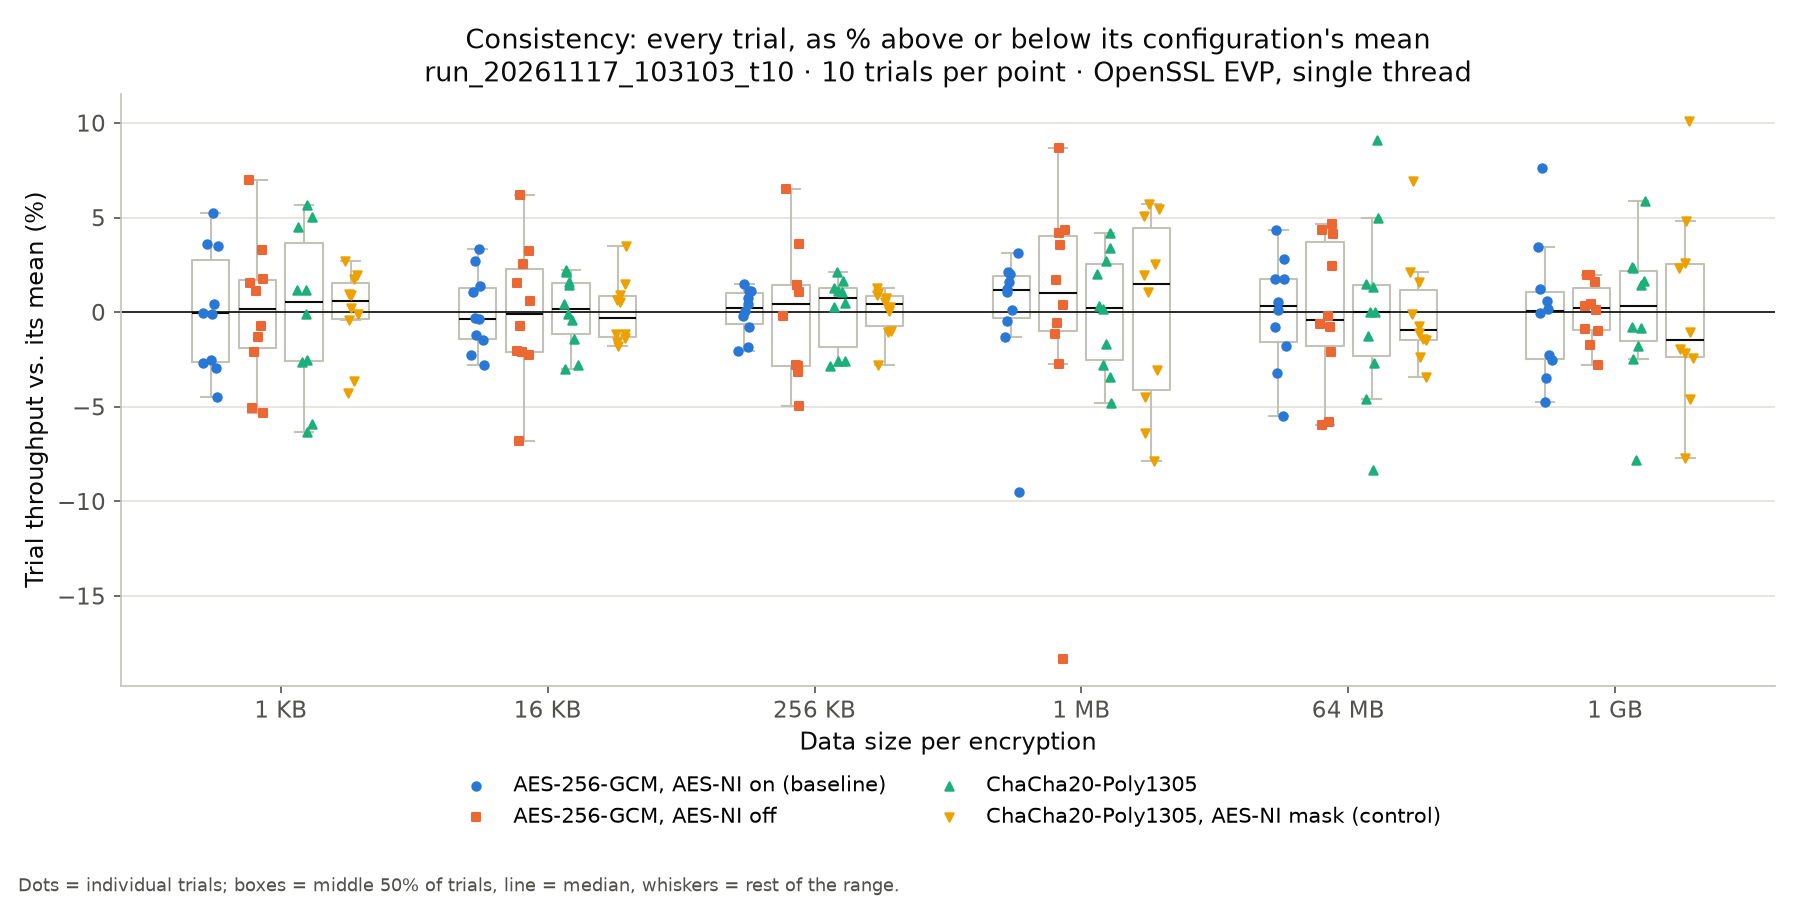 Consistency: every trial, as % above or below its configuration's mean
run_20261117_103103_t10 · 10 trials per point · OpenSSL EVP, single thread
Trial throughput vs. its mean (%)
10
5
0
−5
−10
−15
1 KB
16 KB
256 KB
1 MB
64 MB
1 GB
Data size per encryption
AES-256-GCM, AES-NI on (baseline)
AES-256-GCM, AES-NI off
ChaCha20-Poly1305
ChaCha20-Poly1305, AES-NI mask (control)
Dots = individual trials; boxes = middle 50% of trials, line = median, whiskers = rest of the range.